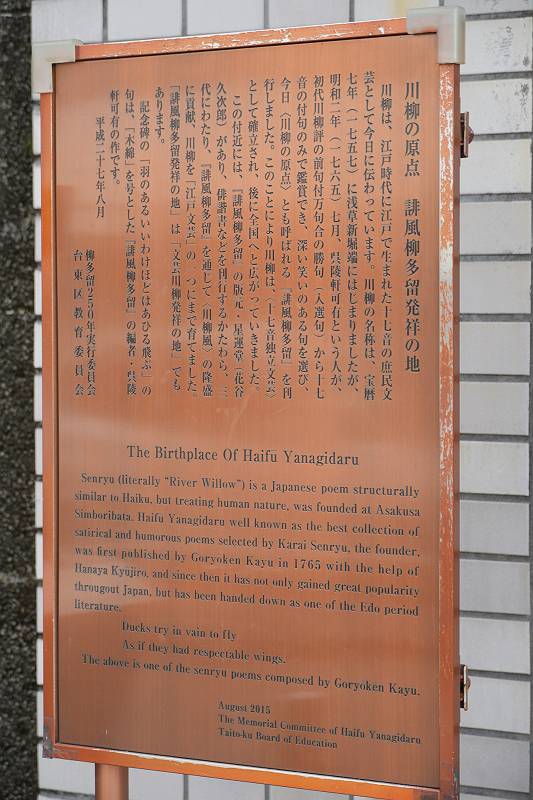 川柳の原点　誹風柳多留発祥の地
川柳は、江戸時代に江戸で生まれた十七音の庶民文
芸として今日に伝わっています。川柳の名称は、宝暦
七年（一七五七）に浅草新堀端にはじまりましたが、
明和二年（一七六五）七月、呉陵軒可有という人が、
初代川柳評の前句付万句合の勝句（入選句）から十七
音の付句のみで鑑賞でき、深い笑いのある句を選び、
今日〈川柳の原点〉とも呼ばれる『誹風柳多留』を刊
行しました。このことにより川柳は、〈十七音独立文芸〉
として確立され、後に全国へと広がっていきました。
この付近には、『誹風柳多留』の版元・星運堂（花谷
久次郎）があり、俳諧書などを刊行するかたわら、三
代にわたり、『誹風柳多留』を通して〈川柳風〉の隆盛
に貢献、川柳を「江戸文芸」の一つにまで育てました。
「誹風柳多留発祥の地」は「文芸川柳発祥の地」でも
あります。
記念碑の「羽のあるいいわけほどはあひる飛ぶ」の
句は、「木綿」を号とした『誹風柳多留』の編者・呉陵
軒可有の作です。
平成二十七年八月
柳多留250年実行委員会
台東区教育委員会
The Birthplace Of Haifū Yanagidaru
Senryu (literally “River Willow”) is a Japanese poem structurally
similar to Haiku, but treating human nature, was founded at Asakusa
Simboribata. Haifu Yanagidaru well known as the best collection of
satirical and humorous poems selected by Karai Senryu, the founder,
was first published by Goryoken Kayu in 1765 with the help of
Hanaya Kyujiro, and since then it has not only gained great popularity
througout Japan, but has been handed down as one of the Edo period
literature.
Ducks try in vain to fly
As if they had respectable wings.
The above is one of the senryu poems composed by Goryoken Kayu.
August 2015
The Memorial Committee of Haifu Yanagidaru
Taito-ku Board of Education